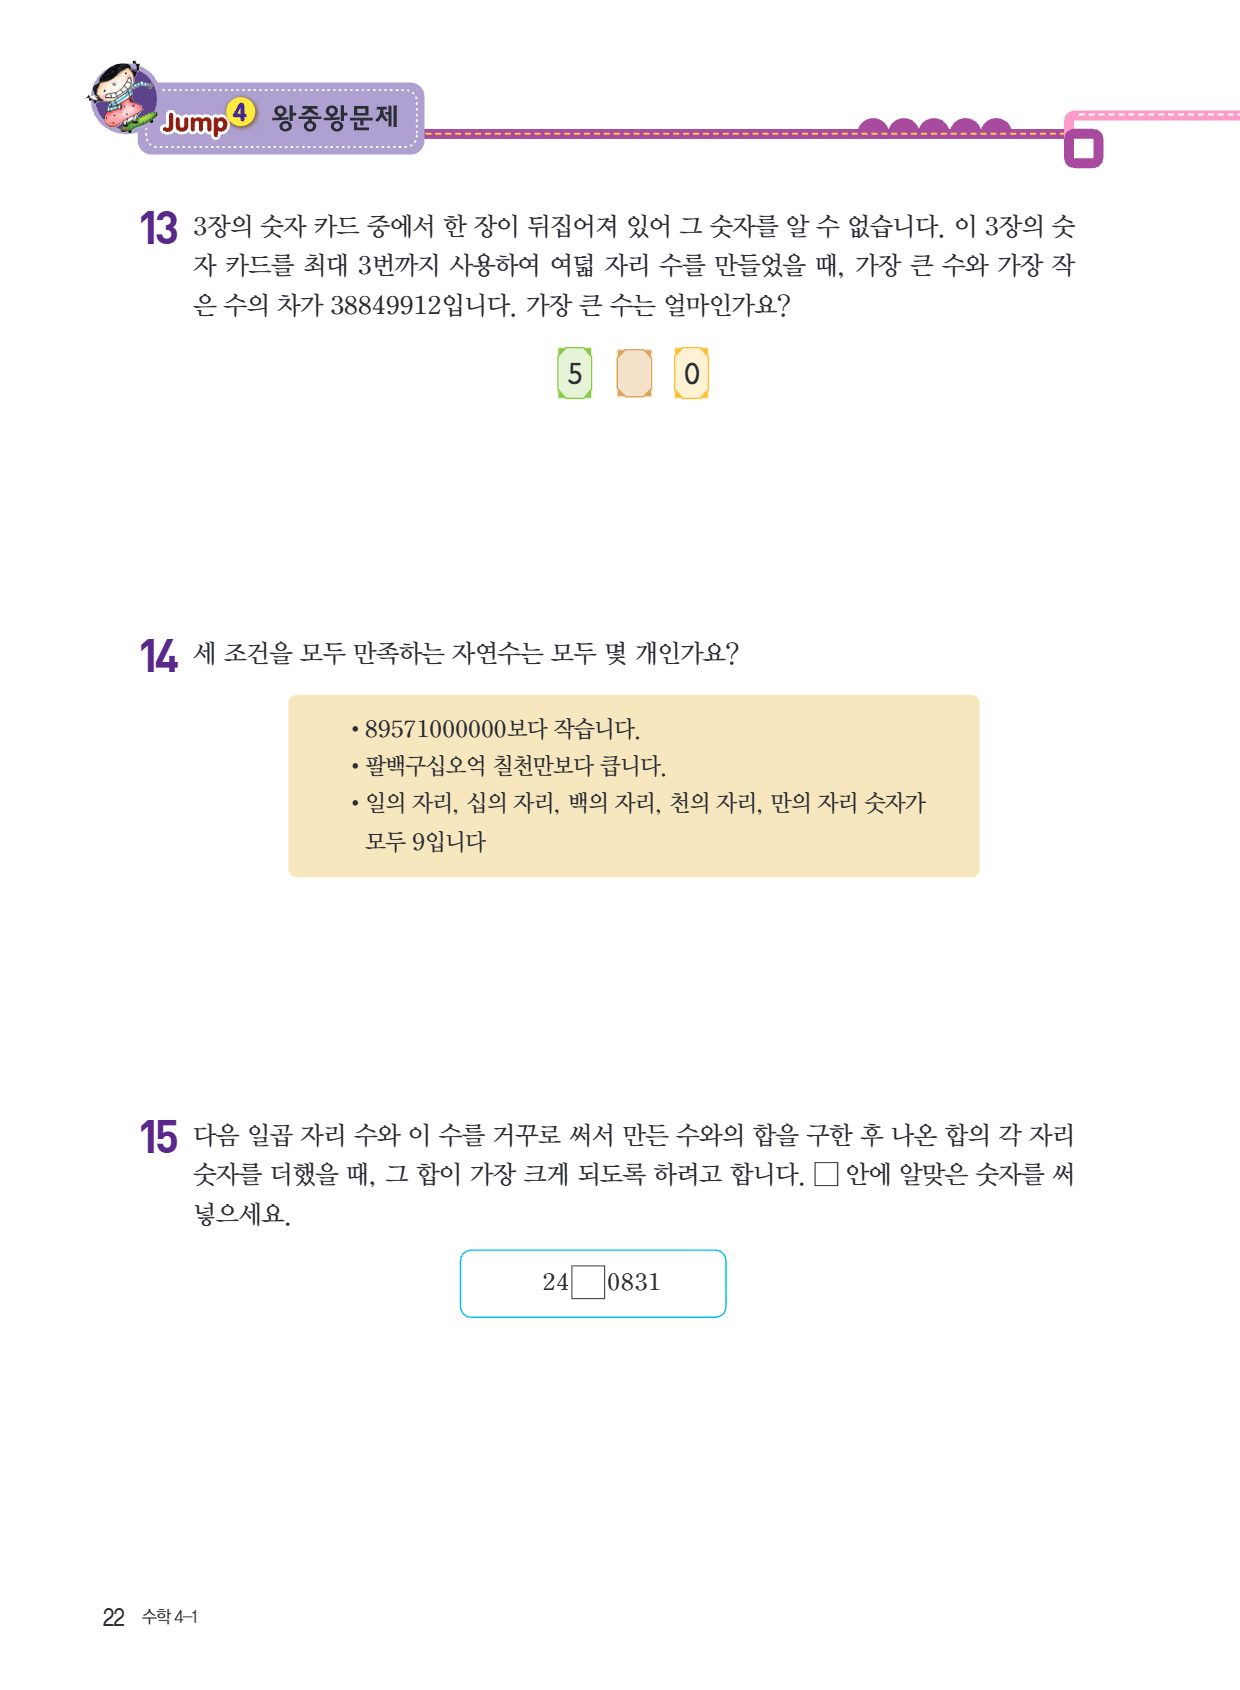 Jump 4 왕중왕문제
13 3장의 숫자 카드 중에서 한 장이 뒤집어져 있어 그 숫자를 알 수 없습니다. 이 3장의 숫
자 카드를 최대 3번까지 사용하여 여덟 자리 수를 만들었을 때, 가장 큰 수와 가장 작
은 수의 차가 38849912입니다. 가장 큰 수는 얼마인가요?
5 0
14 세 조건을 모두 만족하는 자연수는 모두 몇 개인가요?
• 89571000000보다 작습니다.
• 팔백구십오억 칠천만보다 큽니다.
• 일의 자리, 십의 자리, 백의 자리, 천의 자리, 만의 자리 숫자가
모두 9입니다
15 다음 일곱 자리 수와 이 수를 거꾸로 써서 만든 수와의 합을 구한 후 나온 합의 각 자리
숫자를 더했을 때, 그 합이 가장 크게 되도록 하려고 합니다. □ 안에 알맞은 숫자를 써
넣으세요.
24□0831
22 수학 4-1